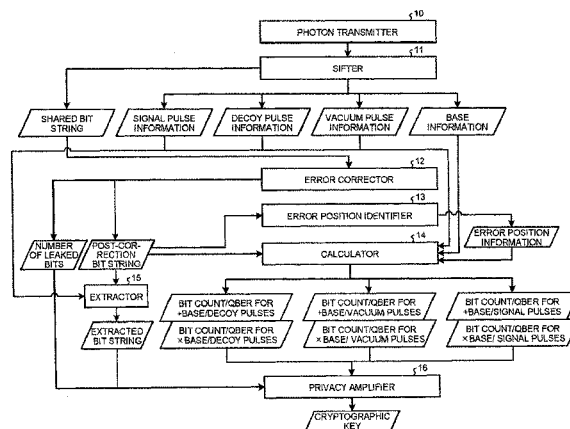 10
PHOTON TRANSMITTER
11
SIFTER
SHARED BIT
STRING
SIGNAL PULSE
INFORMATION
DECOY PULSE
INFORMATION
VACUUM PULSE
INFORMATION
BASE
INFORMATION
12
ERROR CORRECTOR
13
ERROR POSITION IDENTIFIER
NUMBER
OF LEAKED
BITS
POST-COR-
RECTION
BIT STRING
14
CALCULATOR
ERROR POSITION
INFORMATION
15
EXTRACTOR
EXTRACTED
BIT STRING
BIT COUNT/QBER FOR
+BASE/DECOY PULSES
BIT COUNT/QBER FOR
×BASE/DECOY PULSES
BIT COUNT/QBER FOR
+BASE/VACUUM PULSES
BIT COUNT/QBER FOR
×BASE/ VACUUM PULSES
BIT COUNT/QBER FOR
+BASE/SIGNAL PULSES
BIT COUNT/QBER FOR
×BASE/ SIGNAL PULSES
16
PRIVACY AMPLIFIER
CRYPTOGRAPHIC
KEY